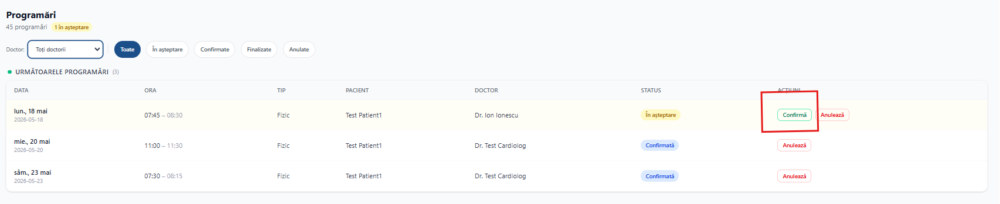 Programări
45 programări 1 în așteptare
Doctor: Toți doctorii Toate În așteptare Confirmate Finalizate Anulate
URMĂTOARELE PROGRAMĂRI (3)
DATA ORA TIP PACIENT DOCTOR STATUS ACȚIUNI
lun., 18 mai
2026-05-18
07:45 – 08:30 Fizic Test Patient1 Dr. Ion Ionescu În așteptare Confirmă Anulează
mie., 20 mai
2026-05-20
11:00 – 11:30 Fizic Test Patient1 Dr. Test Cardiolog Confirmată Anulează
sâm., 23 mai
2026-05-23
07:30 – 08:15 Fizic Test Patient1 Dr. Test Cardiolog Confirmată Anulează